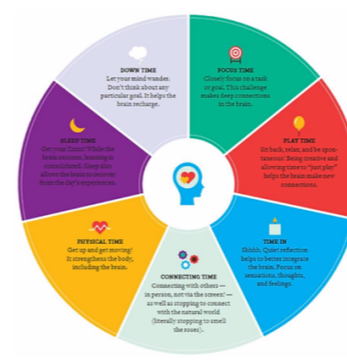 DOWN TIME
Let your mind wander.
Don't think about any
particular goal. It helps the
brain recharge.
FOCUS TIME
Closely focus on a task
or goal. This challenge
makes deep connections
in the brain.
PLAY TIME
Sit back, relax, and be spon-
taneous! Being creative and
allowing time to "just play"
helps the brain make new
connections.
TIME IN
Shhhh. Quiet reflection
helps to better integrate
the brain. Focus on
sensations, thoughts,
and feelings.
CONNECTING TIME
Connecting with others —
in person, not via the screen! —
as well as stopping to connect
with the natural world
(literally stopping to smell
the roses).
PHYSICAL TIME
Get up and get moving!
It strengthens the body,
including the brain.
SLEEP TIME
Get your ZZZs! While the
brain snoozes, learning is
consolidated. Sleep also
allows the brain to recover
from the day's experiences.